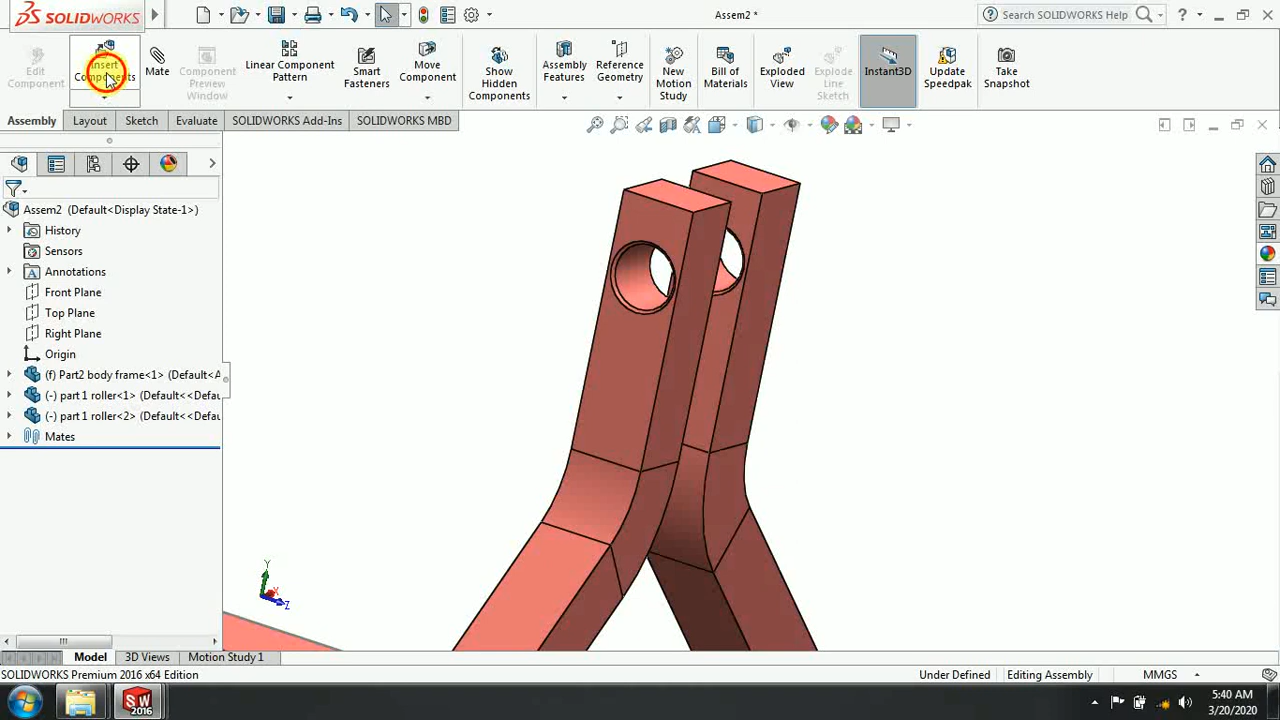 SOLIDWORKS
Assem2 *
Search SOLIDWORKS Help
Edit
Component
Insert
Components
Mate
Component
Preview
Window
Linear Component
Pattern
Smart
Fasteners
Move
Component
Show
Hidden
Components
Assembly
Features
Reference
Geometry
New
Motion
Study
Bill of
Materials
Exploded
View
Explode
Line
Sketch
Instant3D
Update
Speedpak
Take
Snapshot
Assembly
Layout
Sketch
Evaluate
SOLIDWORKS Add-Ins
SOLIDWORKS MBD
Assem2 (Default<Display State-1>)
History
Sensors
Annotations
Front Plane
Top Plane
Right Plane
Origin
(f) Part2 body frame<1> (Default<A
(-) part 1 roller<1> (Default<<Defau
(-) part 1 roller<2> (Default<<Defau
Mates
Y
X
Z
Model
3D Views
Motion Study 1
SOLIDWORKS Premium 2016 x64 Edition
Under Defined
Editing Assembly
MMGS
SW
2016
5:40 AM
3/20/2020